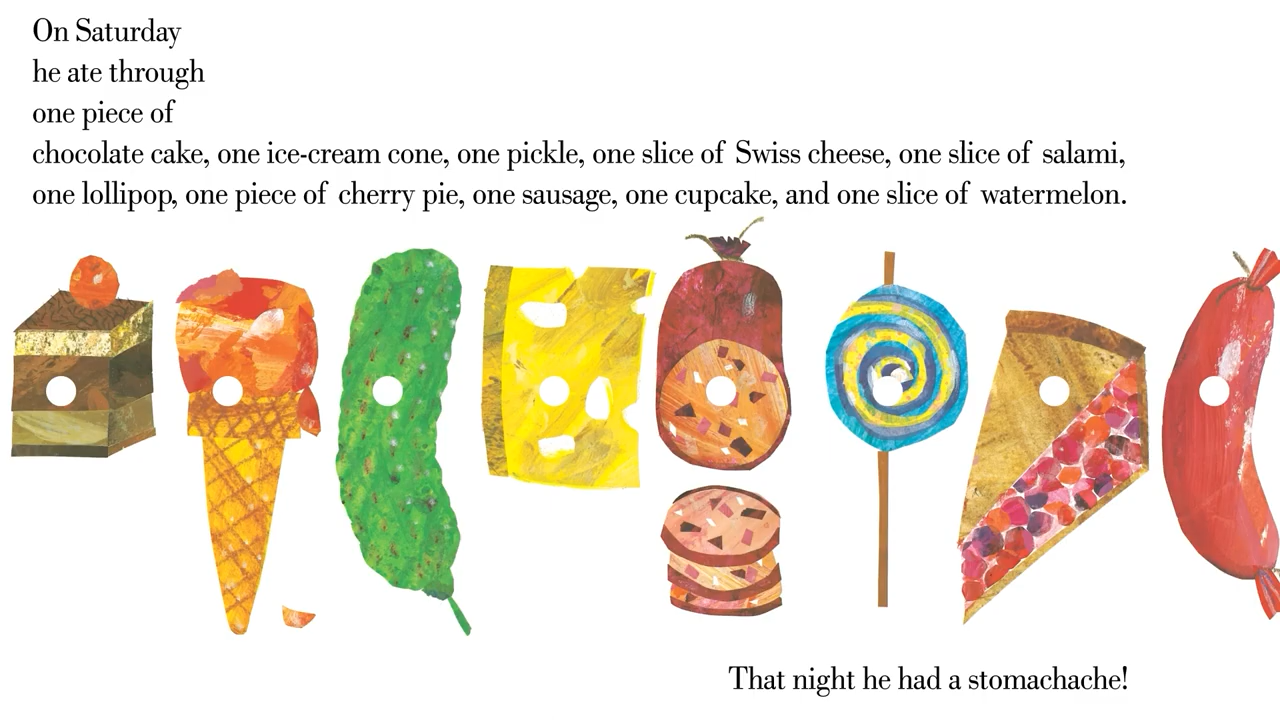 On Saturday
he ate through
one piece of
chocolate cake, one ice-cream cone, one pickle, one slice of Swiss cheese, one slice of salami,
one lollipop, one piece of cherry pie, one sausage, one cupcake, and one slice of watermelon.
That night he had a stomachache!